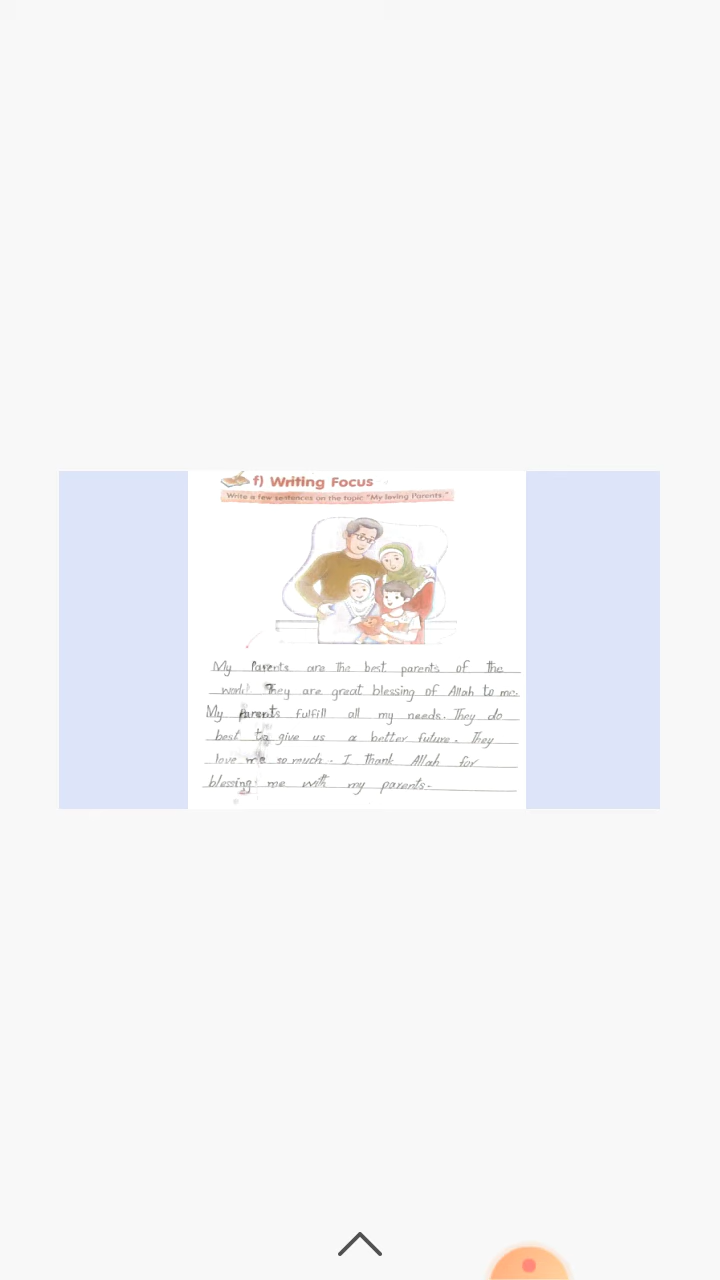 f) Writing Focus
Write a few sentences on the topic "My loving Parents."
My Parents are the best parents of the
world They are great blessing of Allah to me.
My parents fulfill all my needs. They do
best to give us a better future. They
love me so much. I thank Allah for
blessing me with my parents.